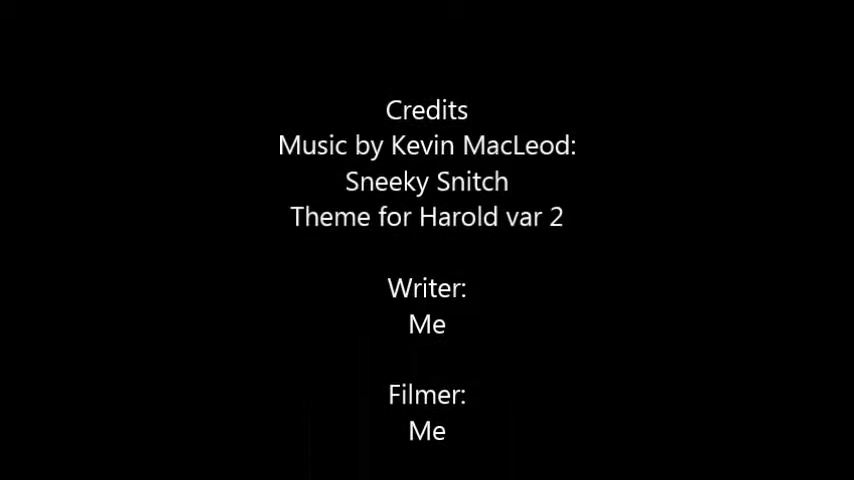 Credits
Music by Kevin MacLeod:
Sneeky Snitch
Theme for Harold var 2
Writer:
Me
Filmer:
Me